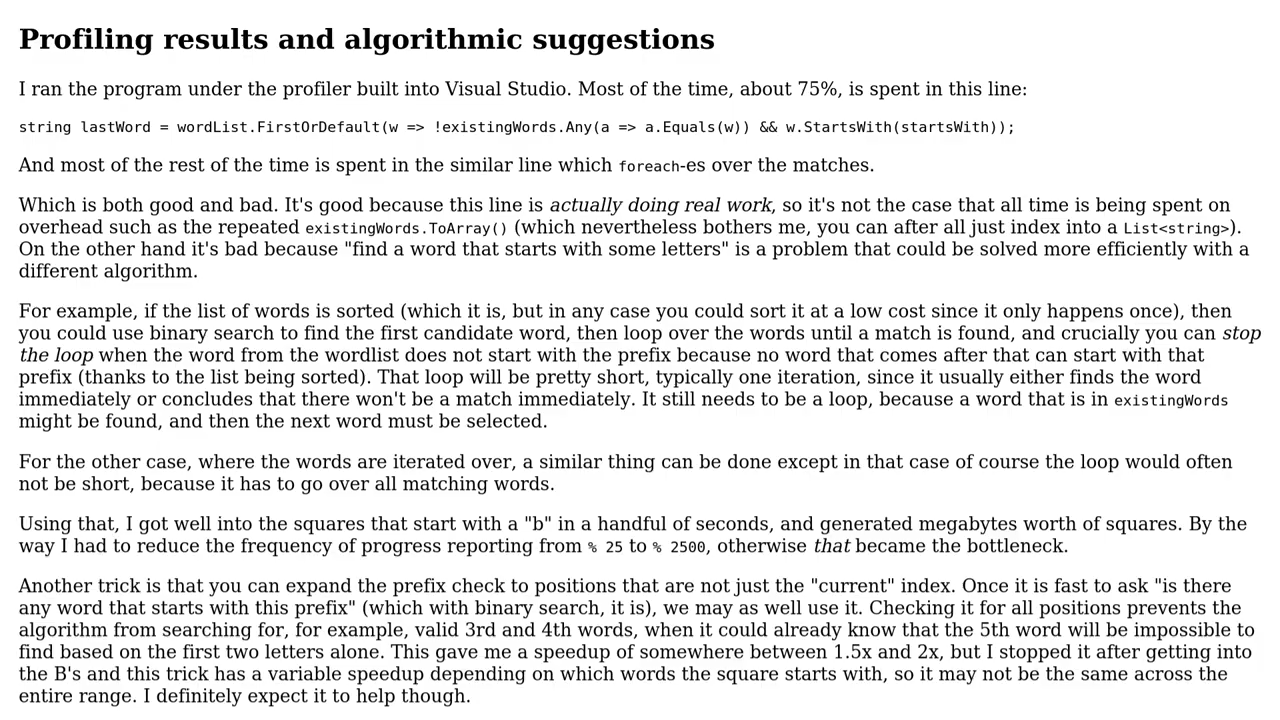 Profiling results and algorithmic suggestions
I ran the program under the profiler built into Visual Studio. Most of the time, about 75%, is spent in this line:
string lastWord = wordList.FirstOrDefault(w => !existingWords.Any(a => a.Equals(w)) && w.StartsWith(startsWith));
And most of the rest of the time is spent in the similar line which foreach-es over the matches.
Which is both good and bad. It's good because this line is actually doing real work, so it's not the case that all time is being spent on
overhead such as the repeated existingWords.ToArray() (which nevertheless bothers me, you can after all just index into a List<string>).
On the other hand it's bad because "find a word that starts with some letters" is a problem that could be solved more efficiently with a
different algorithm.
For example, if the list of words is sorted (which it is, but in any case you could sort it at a low cost since it only happens once), then
you could use binary search to find the first candidate word, then loop over the words until a match is found, and crucially you can stop
the loop when the word from the wordlist does not start with the prefix because no word that comes after that can start with that
prefix (thanks to the list being sorted). That loop will be pretty short, typically one iteration, since it usually either finds the word
immediately or concludes that there won't be a match immediately. It still needs to be a loop, because a word that is in existingWords
might be found, and then the next word must be selected.
For the other case, where the words are iterated over, a similar thing can be done except in that case of course the loop would often
not be short, because it has to go over all matching words.
Using that, I got well into the squares that start with a "b" in a handful of seconds, and generated megabytes worth of squares. By the
way I had to reduce the frequency of progress reporting from % 25 to % 2500, otherwise that became the bottleneck.
Another trick is that you can expand the prefix check to positions that are not just the "current" index. Once it is fast to ask "is there
any word that starts with this prefix" (which with binary search, it is), we may as well use it. Checking it for all positions prevents the
algorithm from searching for, for example, valid 3rd and 4th words, when it could already know that the 5th word will be impossible to
find based on the first two letters alone. This gave me a speedup of somewhere between 1.5x and 2x, but I stopped it after getting into
the B's and this trick has a variable speedup depending on which words the square starts with, so it may not be the same across the
entire range. I definitely expect it to help though.